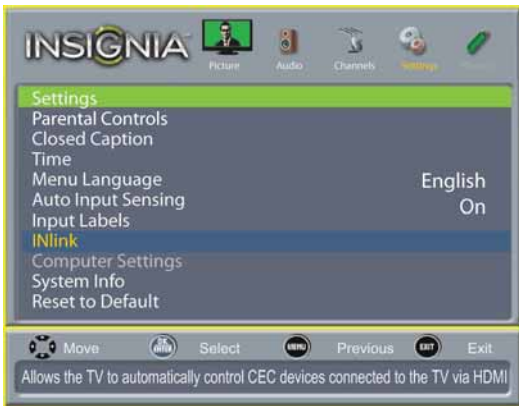 INSIGNIA
Picture Audio Channels Settings
Settings
Parental Controls
Closed Caption
Time
Menu Language English
Auto Input Sensing On
Input Labels
INlink
Computer Settings
System Info
Reset to Default
Move OK ENTER Select MENU Previous EXIT Exit
Allows the TV to automatically control CEC devices connected to the TV via HDMI